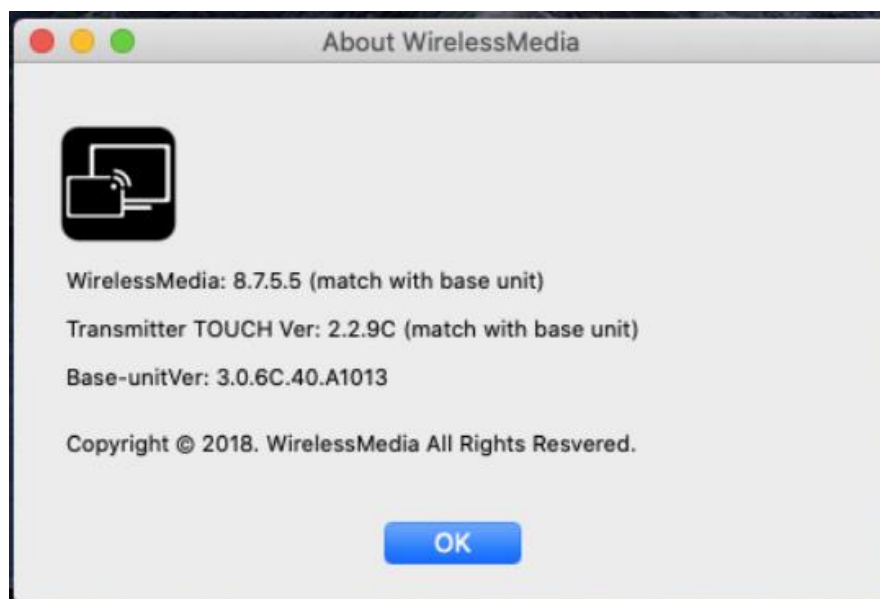 About WirelessMedia
WirelessMedia: 8.7.5.5 (match with base unit)
Transmitter TOUCH Ver: 2.2.9C (match with base unit)
Base-unitVer: 3.0.6C.40.A1013
Copyright © 2018. WirelessMedia All Rights Resvered.
OK